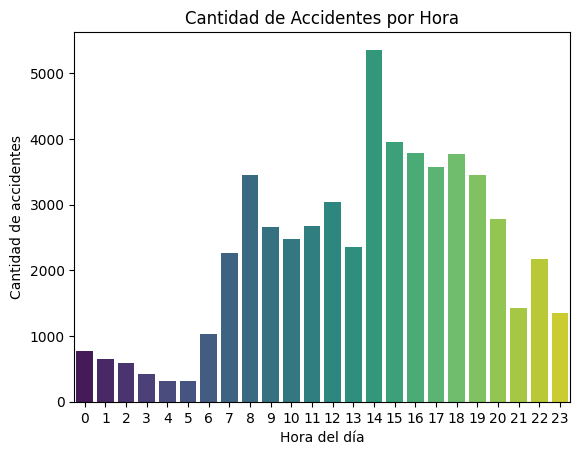 Cantidad de Accidentes por Hora
Cantidad de accidentes
5000
4000
3000
2000
1000
0
0 1 2 3 4 5 6 7 8 9 10 11 12 13 14 15 16 17 18 19 20 21 22 23
Hora del día